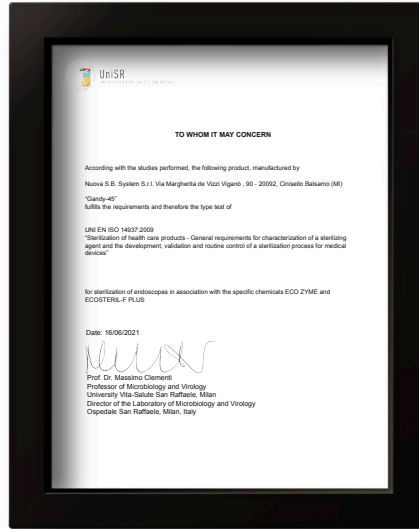 UniSR
TO WHOM IT MAY CONCERN
According with the studies performed, the following product, manufactured by
Nuova S.B. System S.r.l. Via Margherita de Vizzi Viganò , 90 - 20092, Cinisello Balsamo (MI)
"Gandy-45"
fulfills the requirements and therefore the type test of
UNI EN ISO 14937:2009
"Sterilization of health care products - General requirements for characterization of a sterilizing
agent and the development, validation and routine control of a sterilization process for medical
devices"
for sterilization of endoscopes in association with the specific chemicals ECO ZYME and
ECOSTERIL-F PLUS
Date: 16/06/2021
Prof. Dr. Massimo Clementi
Professor of Microbiology and Virology
University Vita-Salute San Raffaele, Milan
Director of the Laboratory of Microbiology and Virology
Ospedale San Raffaele, Milan, Italy